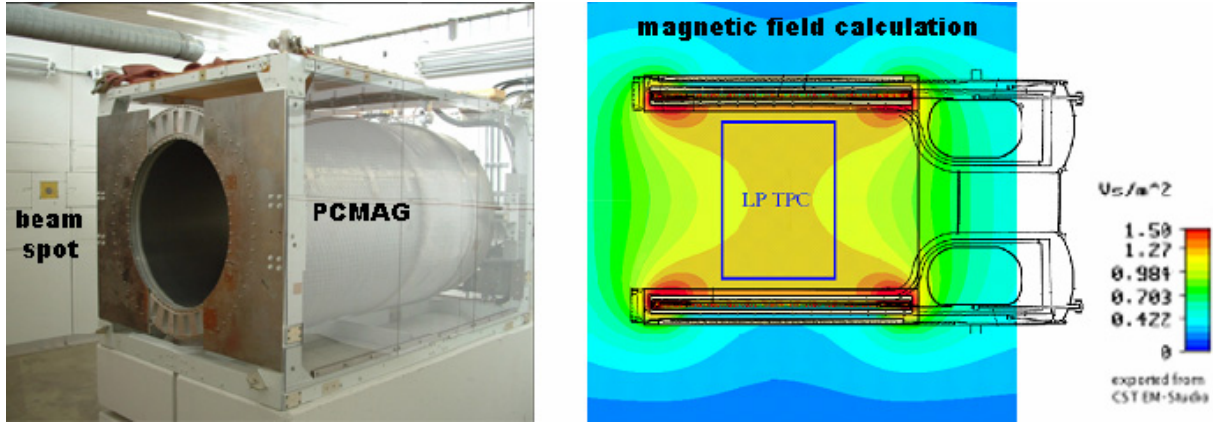 beam
spot
PCMAG
magnetic field calculation
LP TPC
Vs/m^2
1.50
1.27
0.984
0.703
0.422
0
exported from
CST EM-Studio